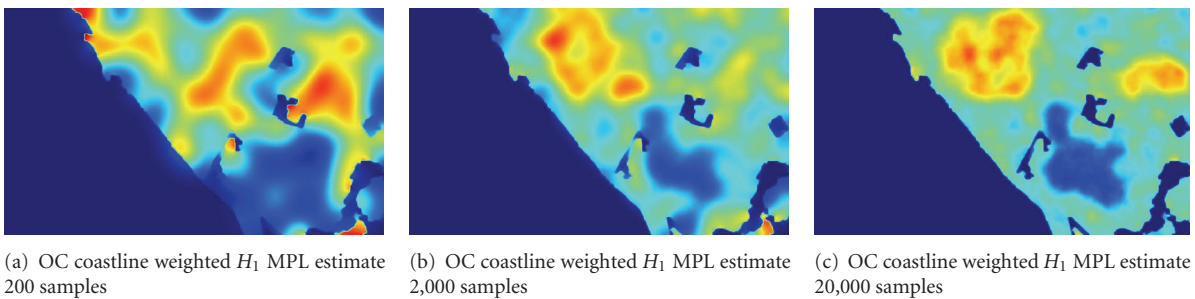 (a) OC coastline weighted H₁ MPL estimate
200 samples
(b) OC coastline weighted H₁ MPL estimate
2,000 samples
(c) OC coastline weighted H₁ MPL estimate
20,000 samples